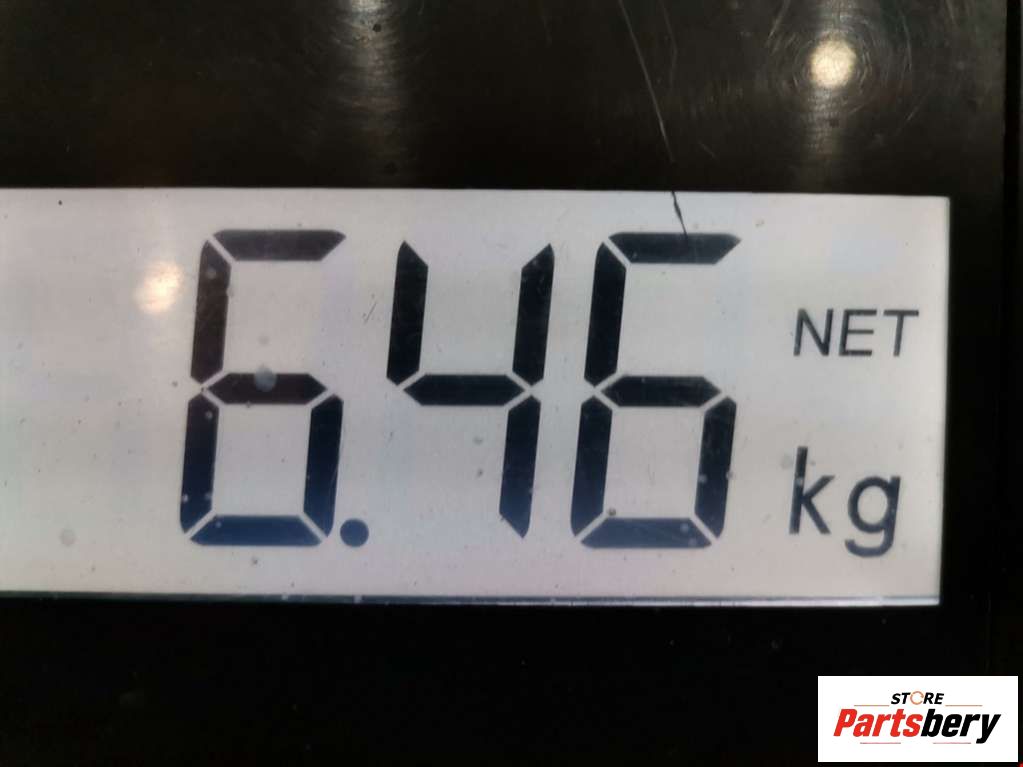 6.46
NET
kg
STORE
Partsbery